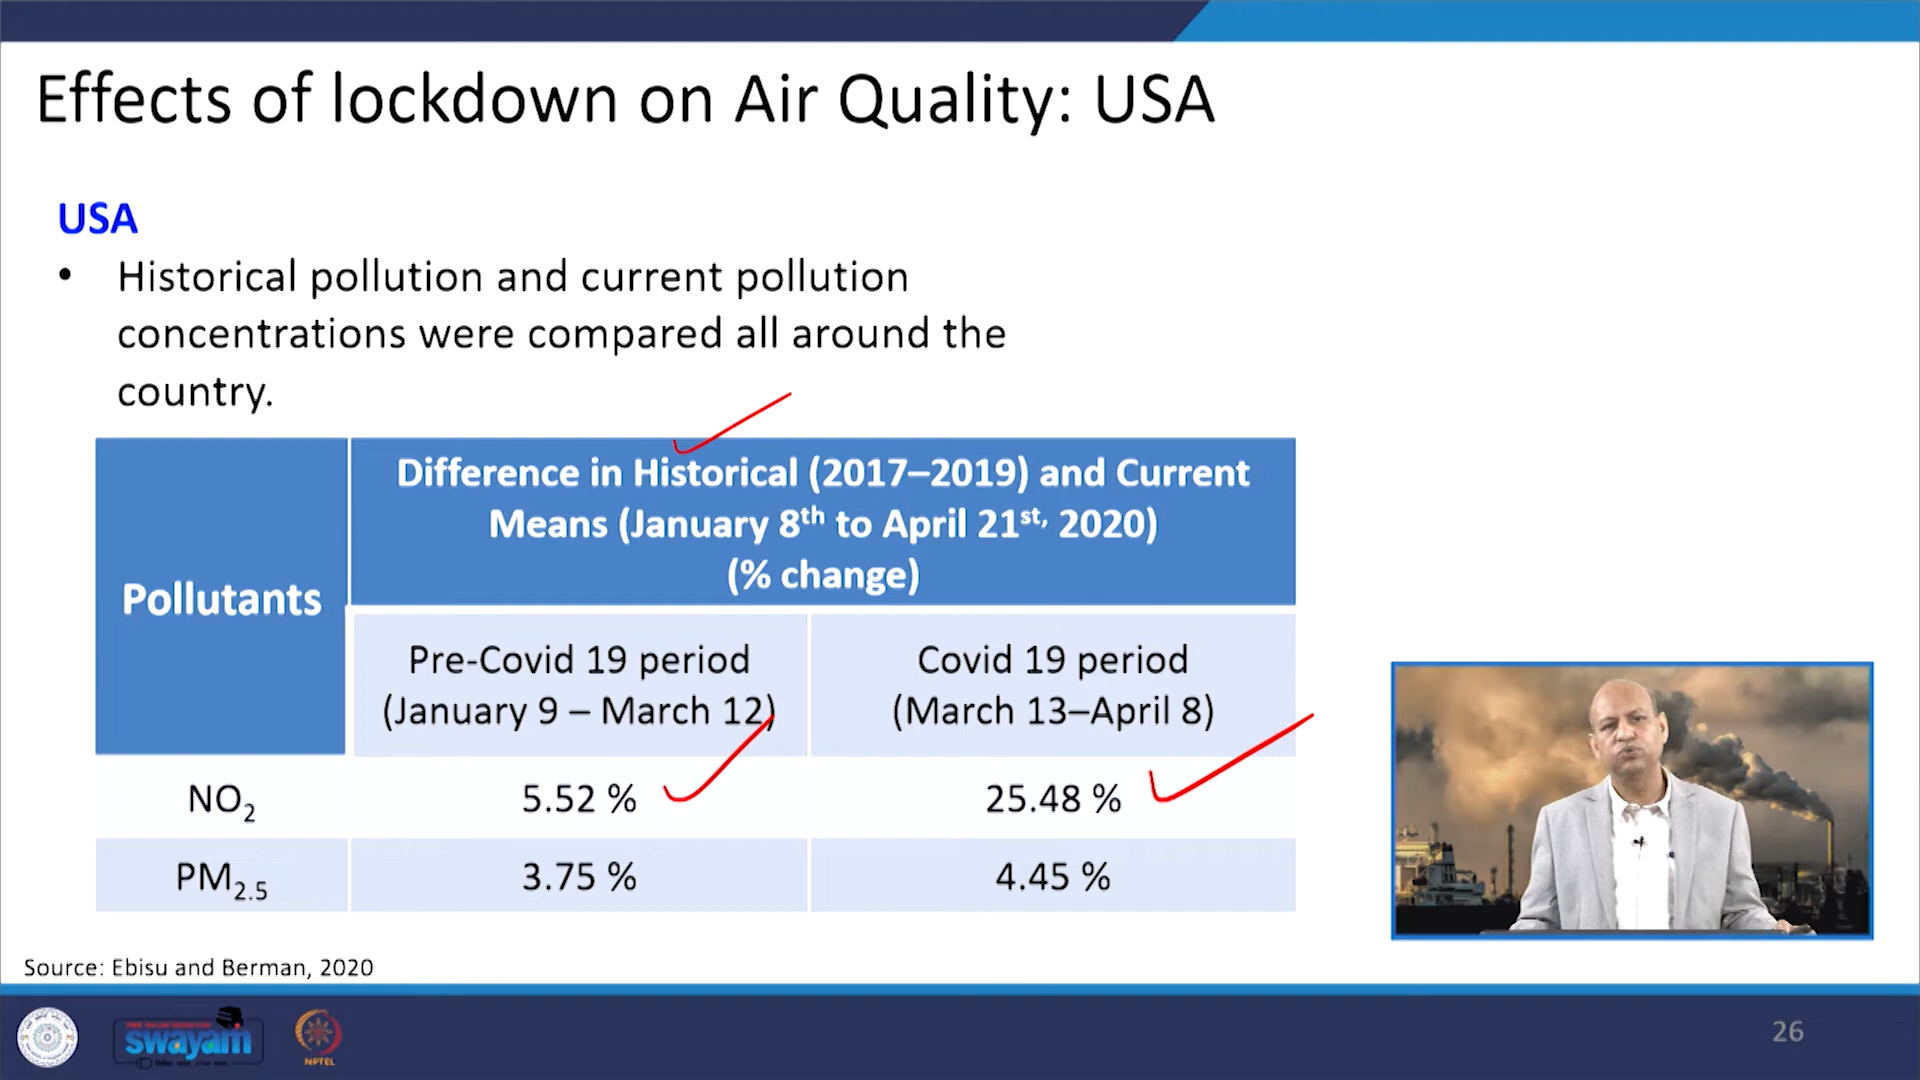 Effects of lockdown on Air Quality: USA
USA
• Historical pollution and current pollution
concentrations were compared all around the
country.
Pollutants
Difference in Historical (2017–2019) and Current
Means (January 8th to April 21st, 2020)
(% change)
Pre-Covid 19 period
(January 9 – March 12)
Covid 19 period
(March 13–April 8)
NO2
5.52 %
25.48 %
PM2.5
3.75 %
4.45 %
Source: Ebisu and Berman, 2020
swayam
NPTEL
26